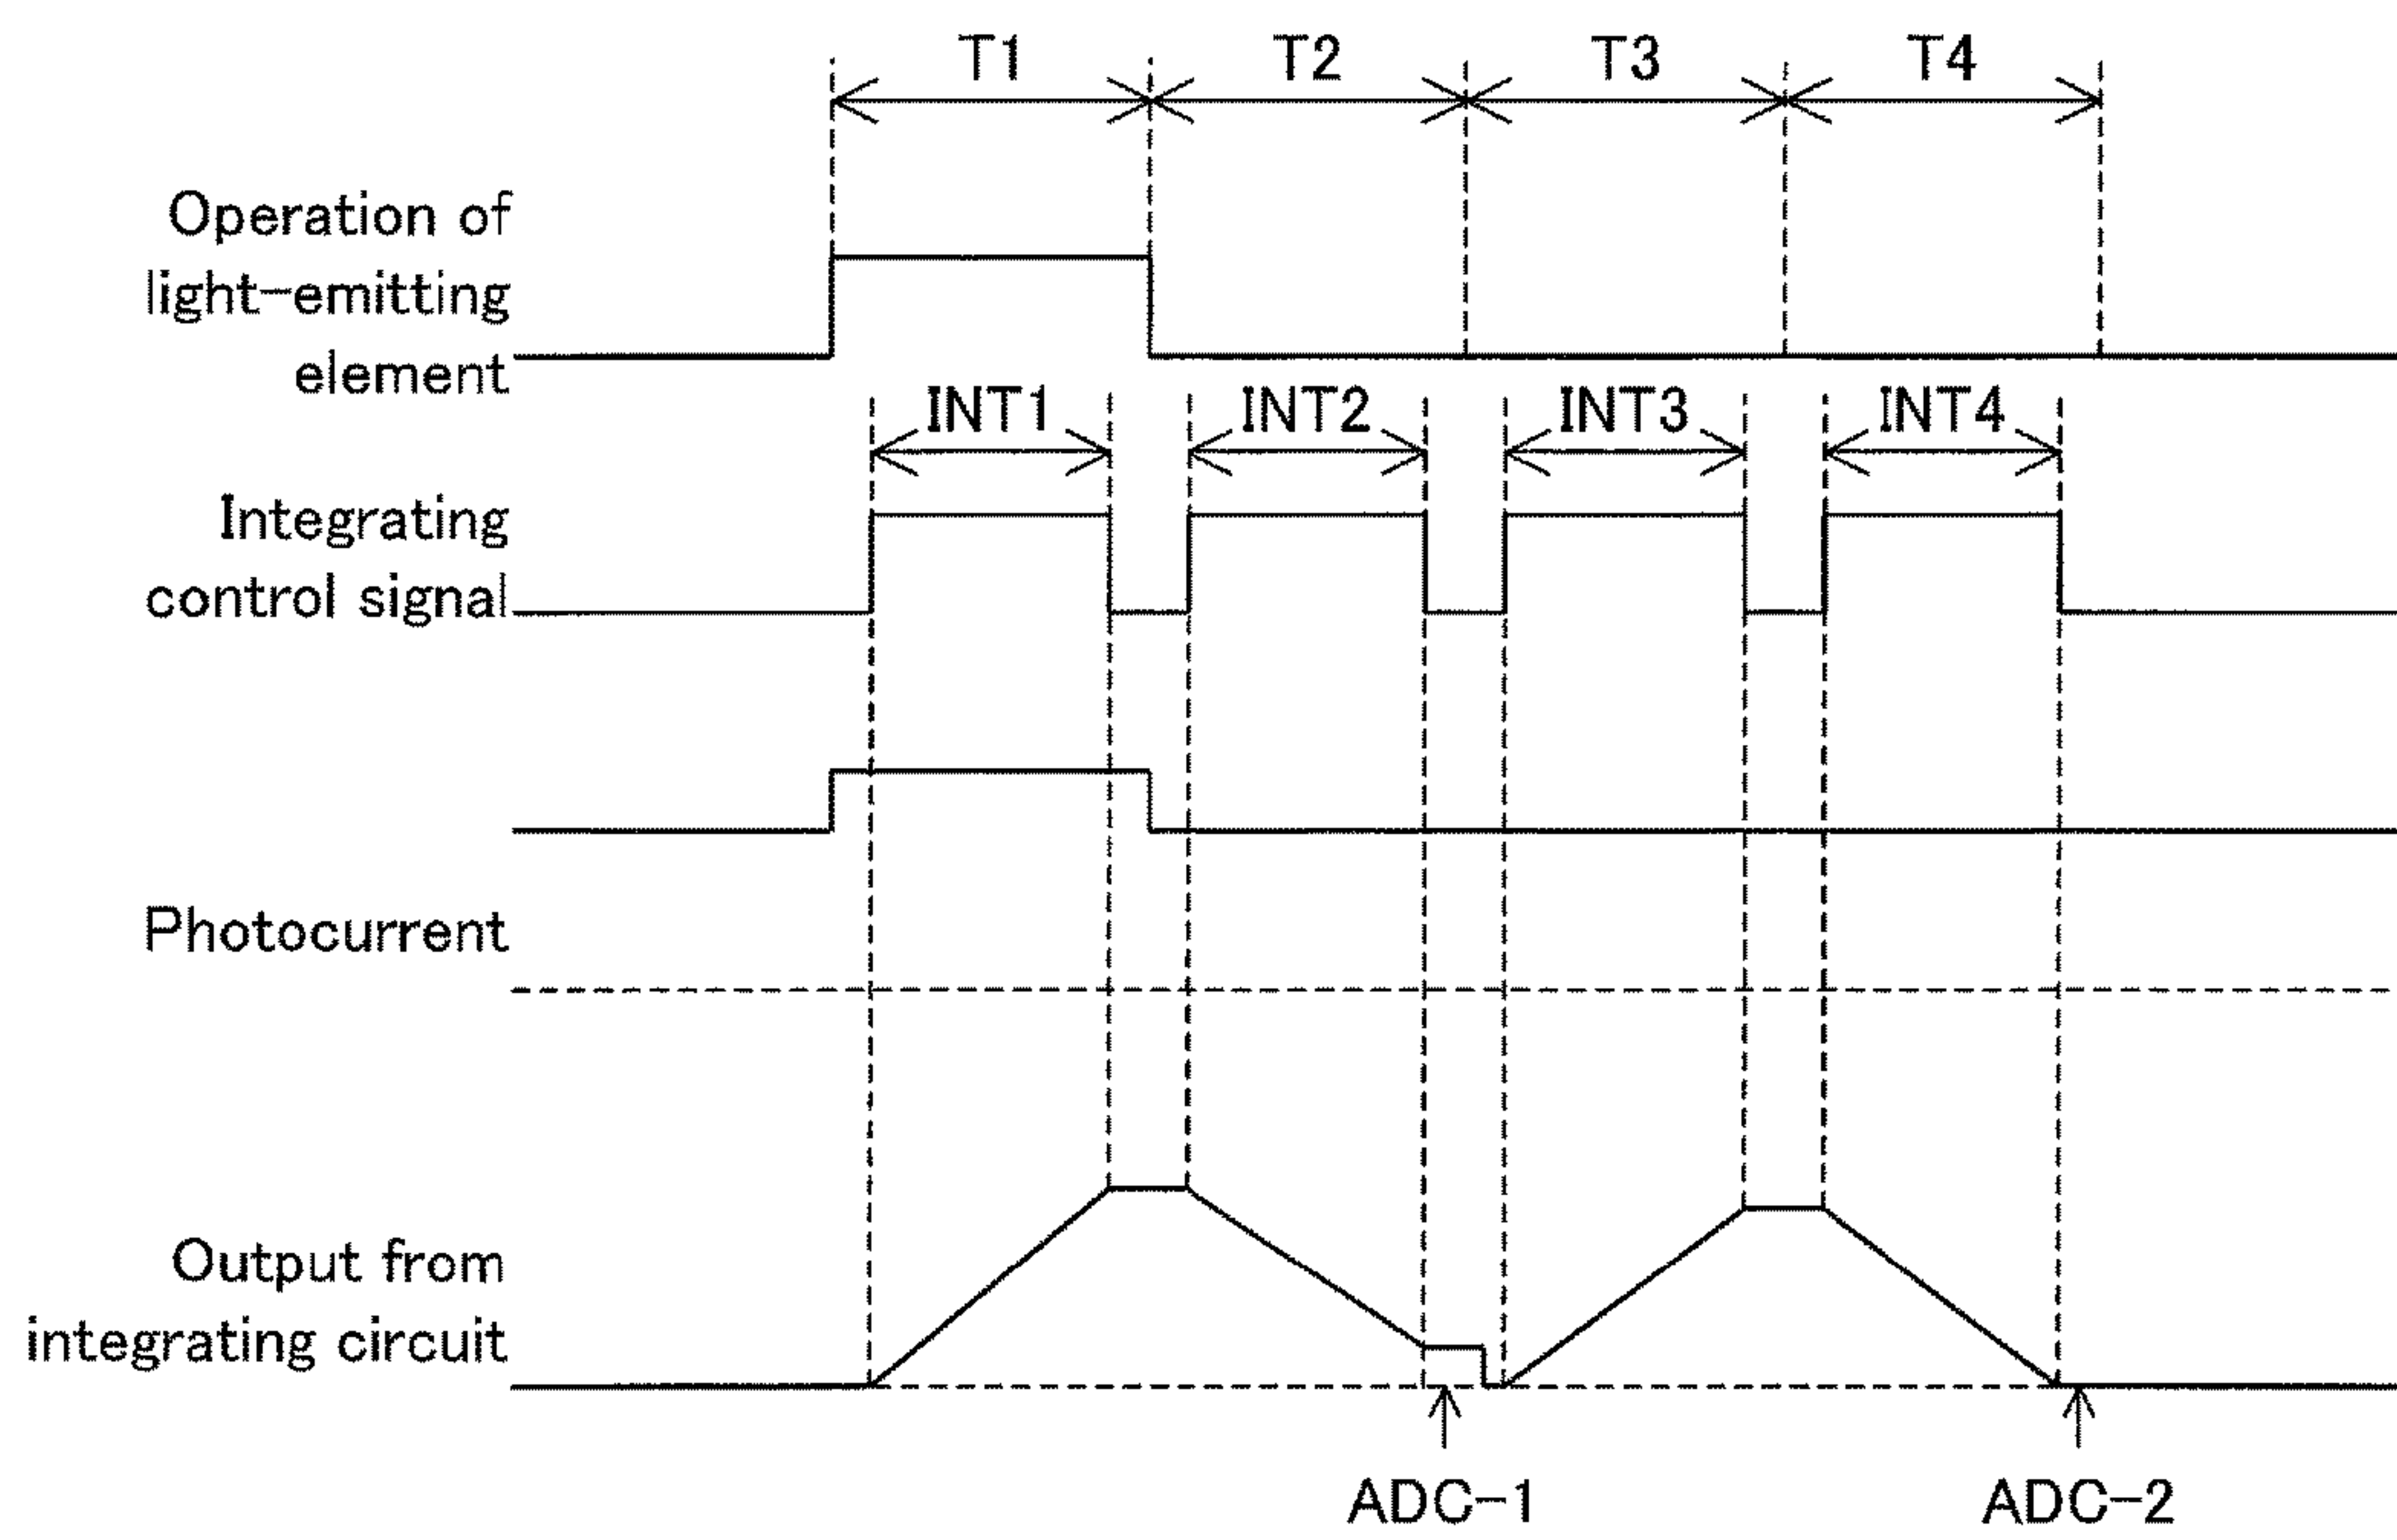 T1 T2 T3 T4
Operation of
light-emitting
element
INT1 INT2 INT3 INT4
Integrating
control signal
Photocurrent
Output from
integrating circuit
ADC-1 ADC-2